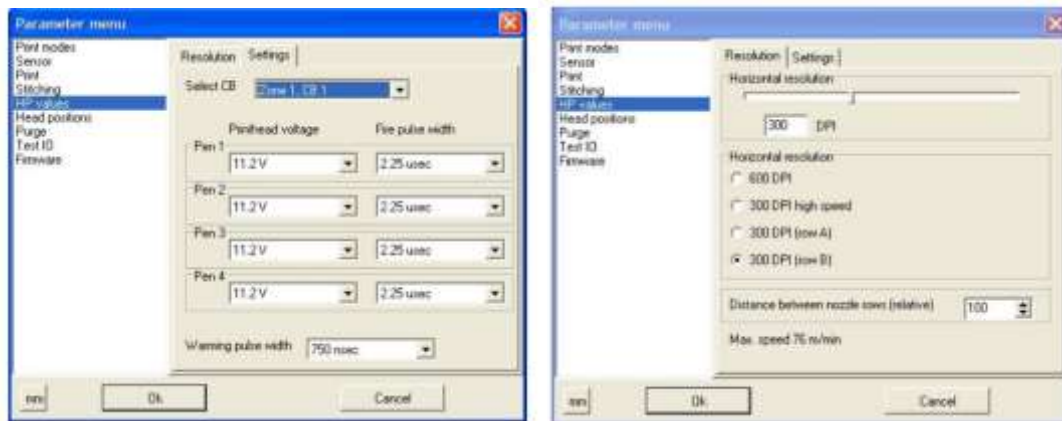 Parameter menu
Print modes
Sensor
Print
Stitching
HP values
Head positions
Purge
Test IO
Firmware
Resolution Settings
Select CB Zone 1, CB 1
Printhead voltage Fire pulse width
Pen 1
11.2 V 2.25 usec
Pen 2
11.2 V 2.25 usec
Pen 3
11.2 V 2.25 usec
Pen 4
11.2 V 2.25 usec
Warming pulse width 750 nsec
mm Ok Cancel
Parameter menu
Print modes
Sensor
Print
Stitching
HP values
Head positions
Purge
Test IO
Firmware
Resolution Settings
Horizontal resolution
300 DPI
Horizontal resolution
600 DPI
300 DPI high speed
300 DPI (row A)
300 DPI (row B)
Distance between nozzle rows (relative) 100
Max. speed 76 m/min
mm Ok Cancel